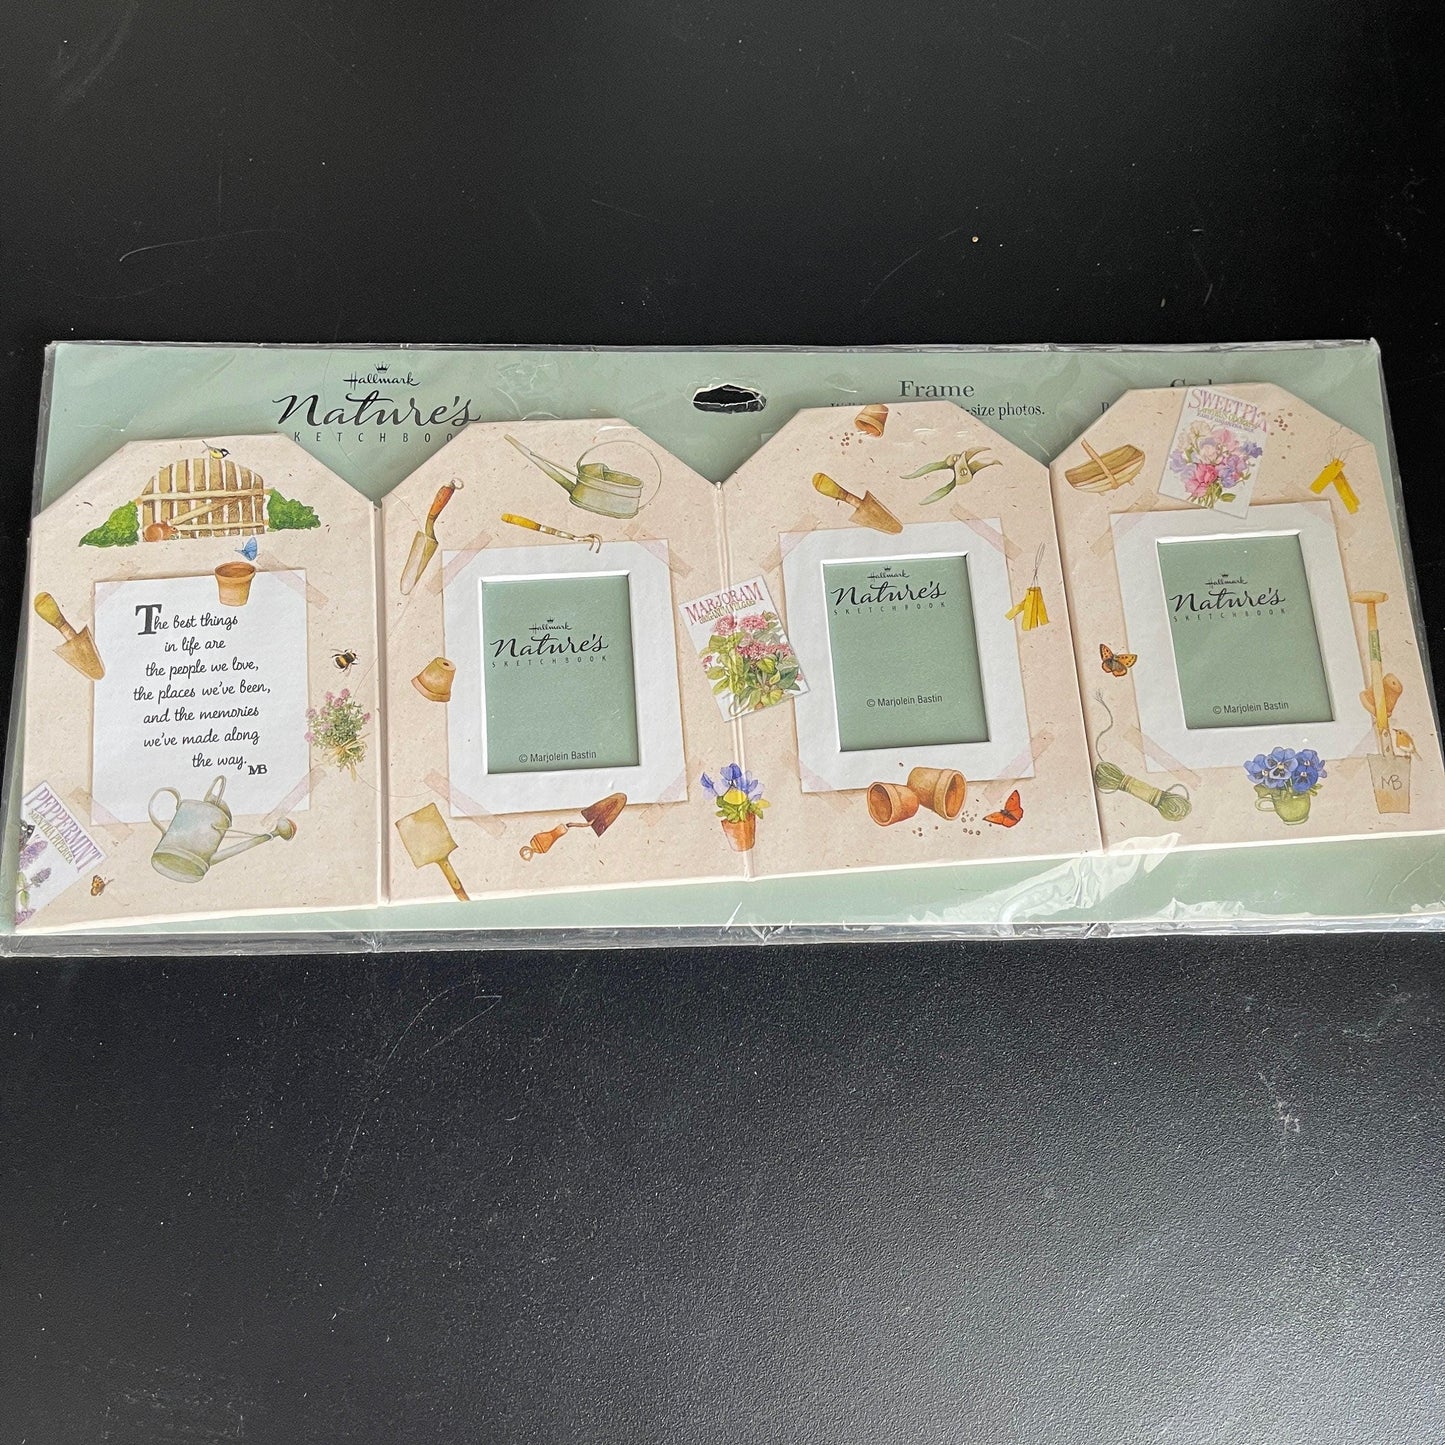 Hallmark
Nature's
SKETCHBOOK
Frame
-size photos.
The best things
in life are
the people we love,
the places we've been,
and the memories
we've made along
the way.
MB
PEPPERMINT
Hallmark
Nature's
SKETCHBOOK
© Marjolein Bastin
MARJORAM
Hallmark
Nature's
SKETCHBOOK
© Marjolein Bastin
SWEET PEA
Hallmark
Nature's
SKETCHBOOK
© Marjolein Bastin
MB